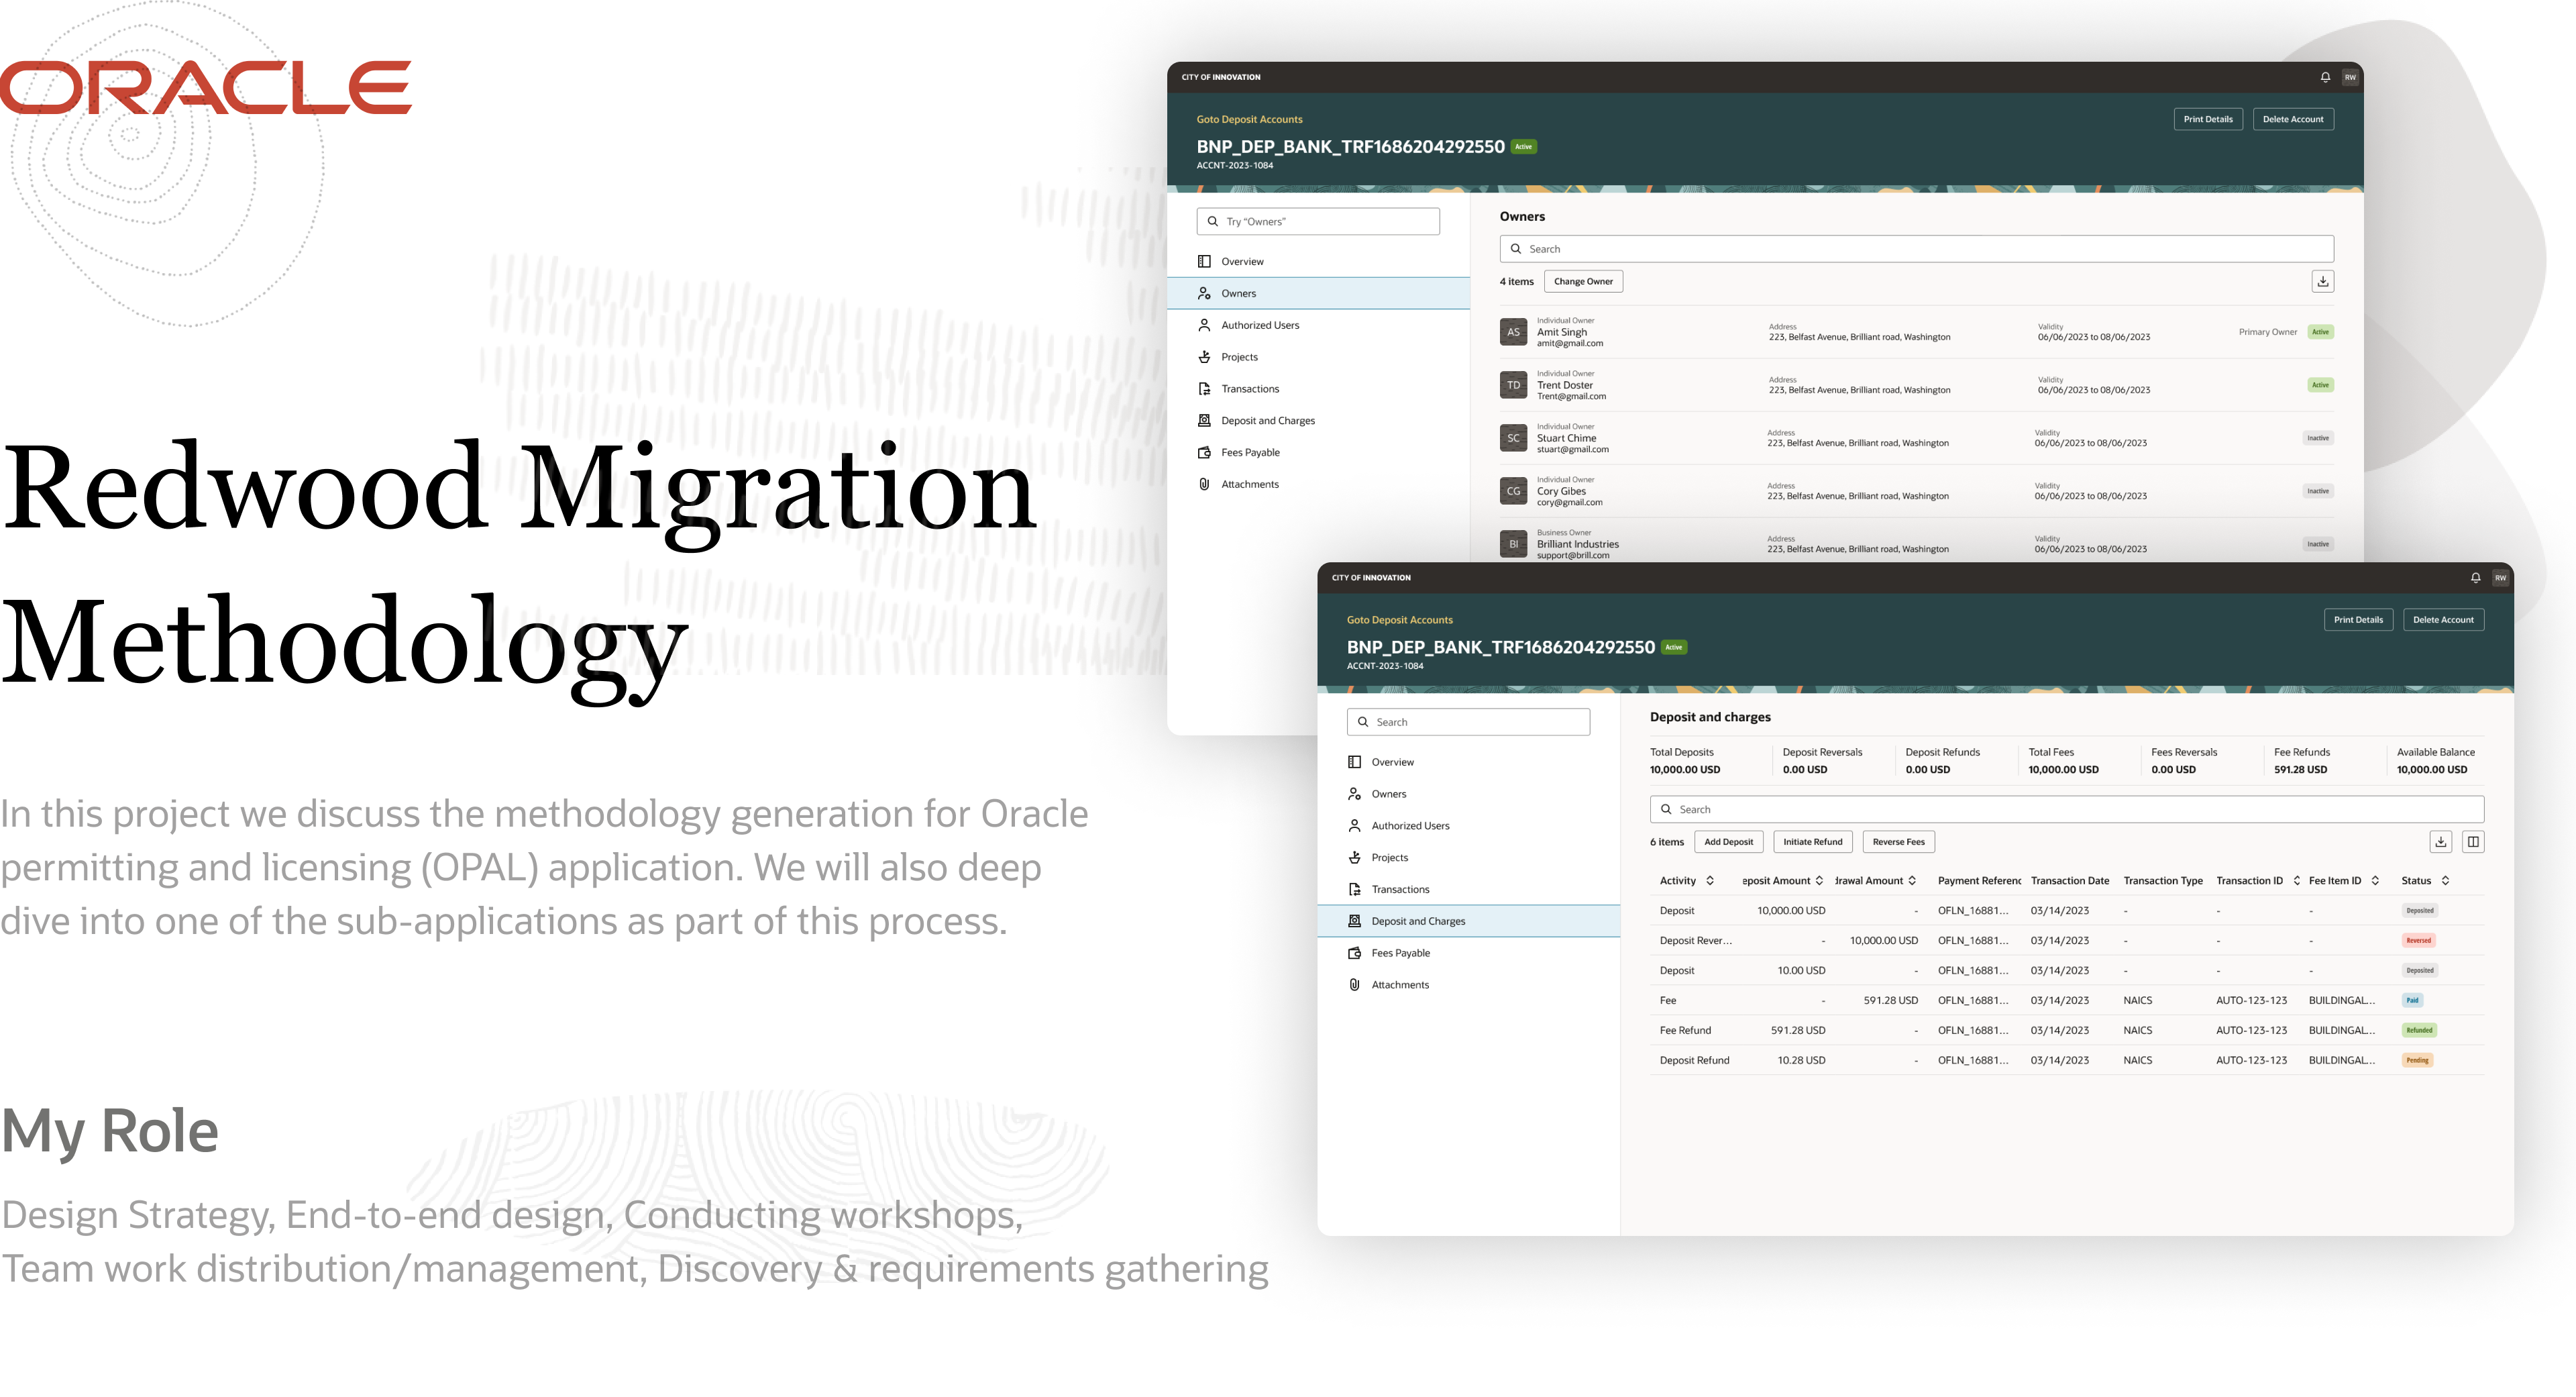 ORACLE
Redwood Migration
Methodology
In this project we discuss the methodology generation for Oracle
permitting and licensing (OPAL) application. We will also deep
dive into one of the sub-applications as part of this process.
My Role
Design Strategy, End-to-end design, Conducting workshops,
Team work distribution/management, Discovery & requirements gathering
CITY OF INNOVATION RW
Goto Deposit Accounts Print Details Delete Account
BNP_DEP_BANK_TRF1686204292550 Active
ACCNT-2023-1084
Try “Owners”
Overview
Owners
Authorized Users
Projects
Transactions
Deposit and Charges
Fees Payable
Attachments
Owners
Search
4 items Change Owner
AS Individual Owner Address Validity
Amit Singh 223, Belfast Avenue, Brilliant road, Washington 06/06/2023 to 08/06/2023 Primary Owner Active
amit@gmail.com
TD Individual Owner Address Validity
Trent Doster 223, Belfast Avenue, Brilliant road, Washington 06/06/2023 to 08/06/2023 Active
Trent@gmail.com
SC Individual Owner Address Validity
Stuart Chime 223, Belfast Avenue, Brilliant road, Washington 06/06/2023 to 08/06/2023 Inactive
stuart@gmail.com
CG Individual Owner Address Validity
Cory Gibes 223, Belfast Avenue, Brilliant road, Washington 06/06/2023 to 08/06/2023 Inactive
cory@gmail.com
BI Business Owner Address Validity
Brilliant Industries 223, Belfast Avenue, Brilliant road, Washington 06/06/2023 to 08/06/2023 Inactive
support@brill.com
CITY OF INNOVATION RW
Goto Deposit Accounts Print Details Delete Account
BNP_DEP_BANK_TRF1686204292550 Active
ACCNT-2023-1084
Search
Overview
Owners
Authorized Users
Projects
Transactions
Deposit and Charges
Fees Payable
Attachments
Deposit and charges
Total Deposits Deposit Reversals Deposit Refunds Total Fees Fees Reversals Fee Refunds Available Balance
10,000.00 USD 0.00 USD 0.00 USD 10,000.00 USD 0.00 USD 591.28 USD 10,000.00 USD
Search
6 items Add Deposit Initiate Refund Reverse Fees
Activity eposit Amount drawal Amount Payment Referenc Transaction Date Transaction Type Transaction ID Fee Item ID Status
Deposit 10,000.00 USD - OFLN_16881... 03/14/2023 - - - Deposited
Deposit Rever... - 10,000.00 USD OFLN_16881... 03/14/2023 - - - Reversed
Deposit 10.00 USD - OFLN_16881... 03/14/2023 - - - Deposited
Fee - 591.28 USD OFLN_16881... 03/14/2023 NAICS AUTO-123-123 BUILDINGAL... Paid
Fee Refund 591.28 USD - OFLN_16881... 03/14/2023 NAICS AUTO-123-123 BUILDINGAL... Refunded
Deposit Refund 10.28 USD - OFLN_16881... 03/14/2023 NAICS AUTO-123-123 BUILDINGAL... Pending